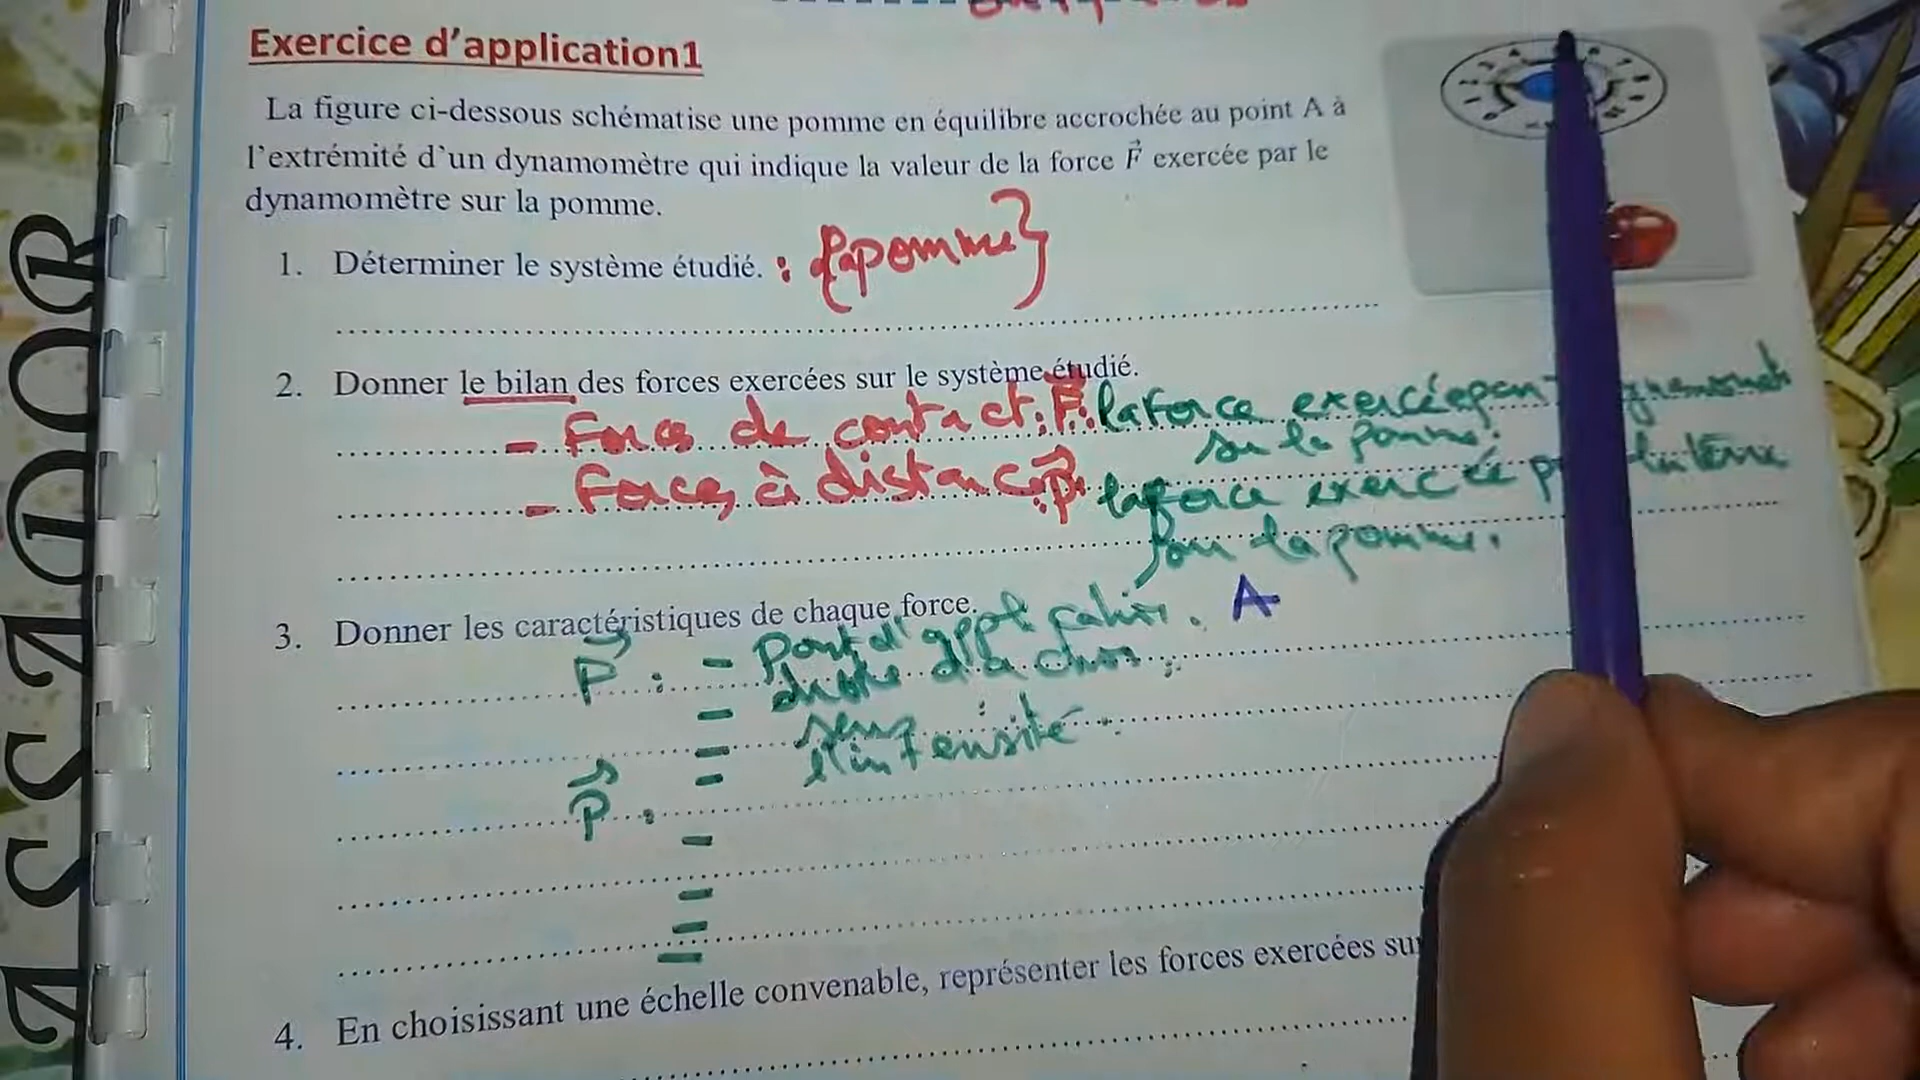 Exercice d'application1
La figure ci-dessous schématise une pomme en équilibre accrochée au point A à
l'extrémité d'un dynamomètre qui indique la valeur de la force F⃗ exercée par le
dynamomètre sur la pomme.
1. Déterminer le système étudié. : {pomme}
2. Donner le bilan des forces exercées sur le système étudié.
- Forces de contact : F⃗ : la force exercée par
sur la pomme.
- Forces à distance : P⃗ : la force exercée la terre
sur la pomme.
3. Donner les caractéristiques de chaque force.
F⃗ : - point d'application. A
- droite d'action :
- sens :
- l'intensité :
P⃗ :
-
-
-
4. En choisissant une échelle convenable, représenter les forces exercées
ASSADOR